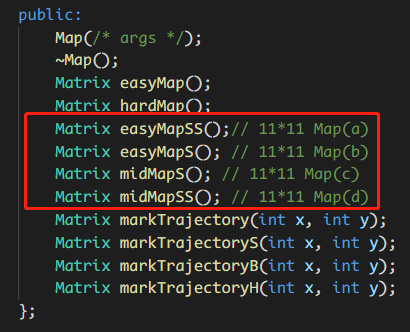 public:
Map(/* args */);
~Map();
Matrix easyMap();
Matrix hardMap();
Matrix easyMapSS();// 11*11 Map(a)
Matrix easyMapS(); // 11*11 Map(b)
Matrix midMapS(); // 11*11 Map(c)
Matrix midMapSS(); // 11*11 Map(d)
Matrix markTrajectory(int x, int y);
Matrix markTrajectoryS(int x, int y);
Matrix markTrajectoryB(int x, int y);
Matrix markTrajectoryH(int x, int y);
};